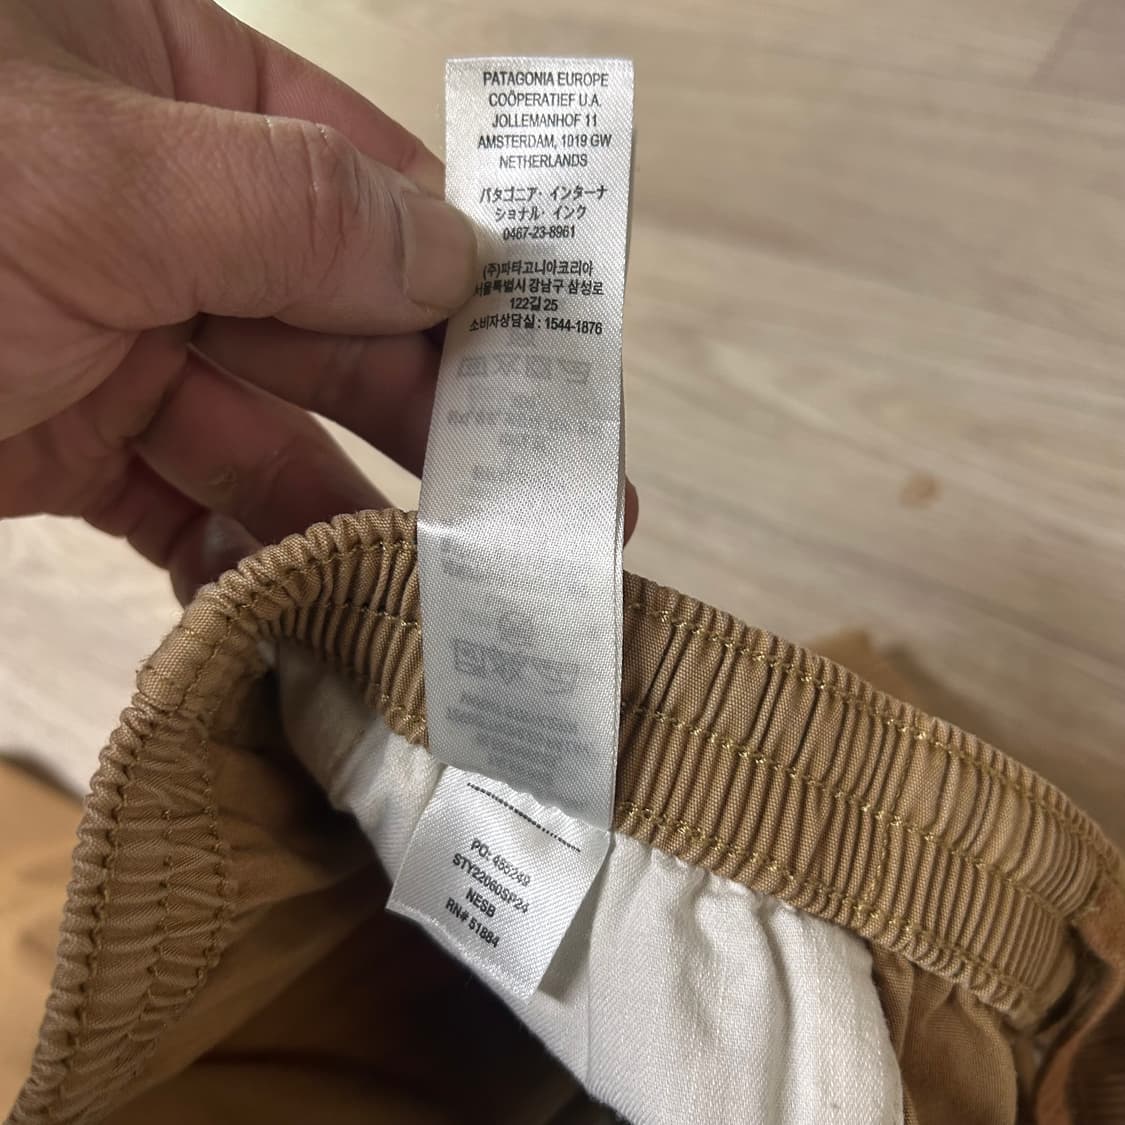 PATAGONIA EUROPE
COÖPERATIEF U.A.
JOLLEMANHOF 11
AMSTERDAM, 1019 GW
NETHERLANDS
パタゴニア・インターナ
ショナル・インク
0467-23-8961
(주)파타고니아코리아
서울특별시 강남구 삼성로
122길 25
소비자상담실 : 1544-1876
PO: 455249
STY22060SP24
NESB
RN# 51884